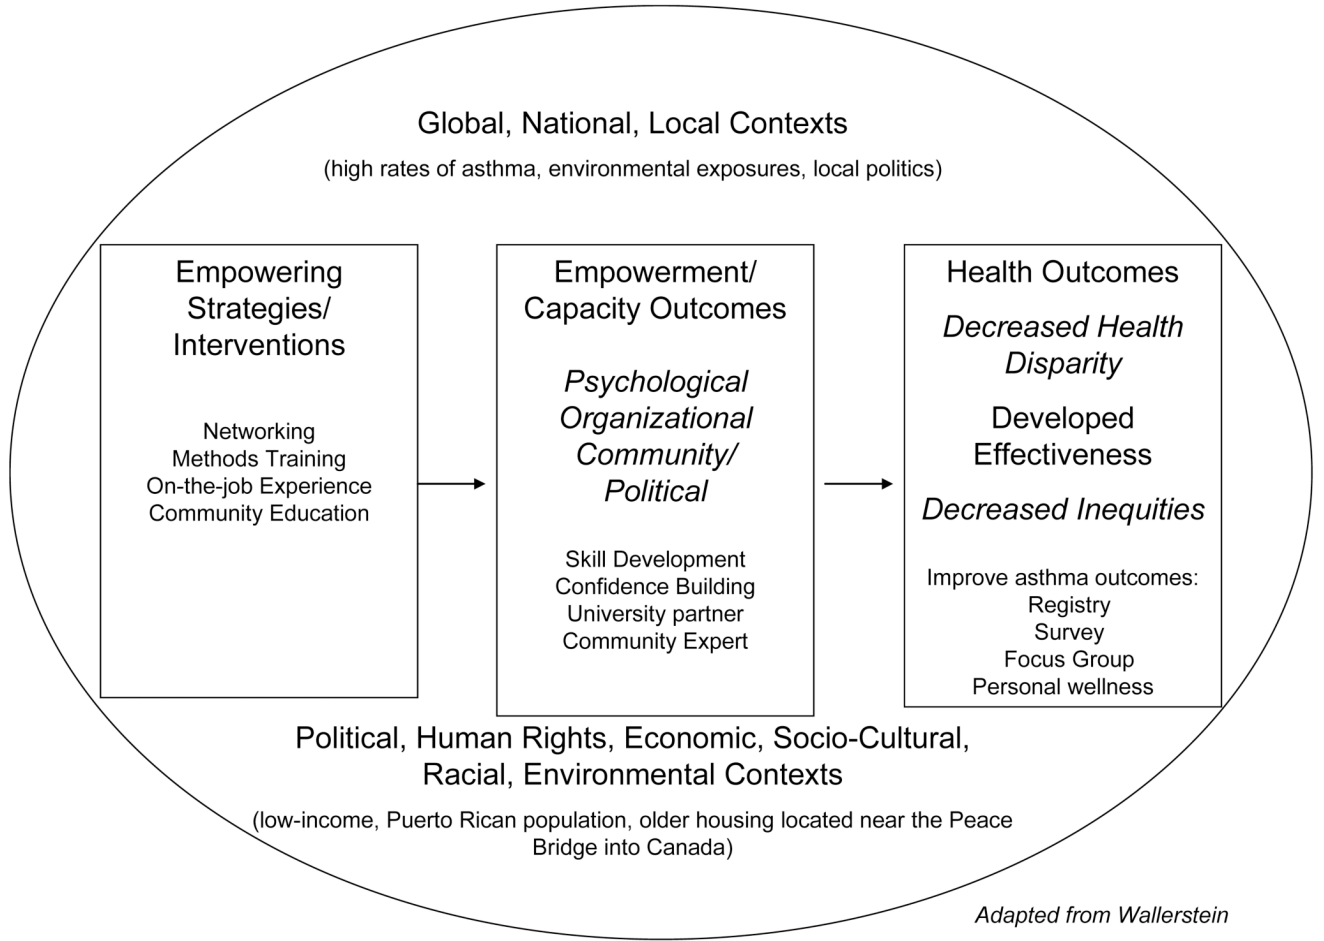 Global, National, Local Contexts
(high rates of asthma, environmental exposures, local politics)
Empowering
Strategies/
Interventions
Networking
Methods Training
On-the-job Experience
Community Education
Empowerment/
Capacity Outcomes
Psychological
Organizational
Community/
Political
Skill Development
Confidence Building
University partner
Community Expert
Health Outcomes
Decreased Health
Disparity
Developed
Effectiveness
Decreased Inequities
Improve asthma outcomes:
Registry
Survey
Focus Group
Personal wellness
Political, Human Rights, Economic, Socio-Cultural,
Racial, Environmental Contexts
(low-income, Puerto Rican population, older housing located near the Peace
Bridge into Canada)
Adapted from Wallerstein